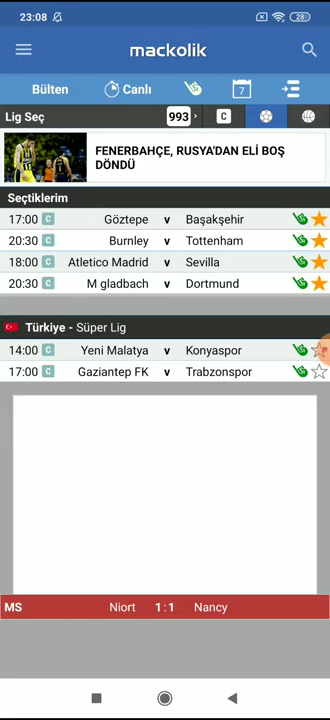 23:08 28
mackolik
Bülten Canlı 7
Lig Seç 993 C
FENERBAHÇE, RUSYA'DAN ELİ BOŞ
DÖNDÜ
Seçtiklerim
17:00 C Göztepe v Başakşehir
20:30 C Burnley v Tottenham
18:00 C Atletico Madrid v Sevilla
20:30 C M gladbach v Dortmund
Türkiye - Süper Lig
14:00 C Yeni Malatya v Konyaspor
17:00 C Gaziantep FK v Trabzonspor
MS Niort 1:1 Nancy